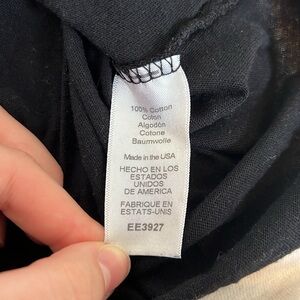 100% Cotton
Coton
Algodón
Cotone
Baumwolle
Made in the USA
HECHO EN LOS
ESTADOS
UNIDOS
DE AMERICA
FABRIQUE EN
ESTATS-UNIS
EE3927